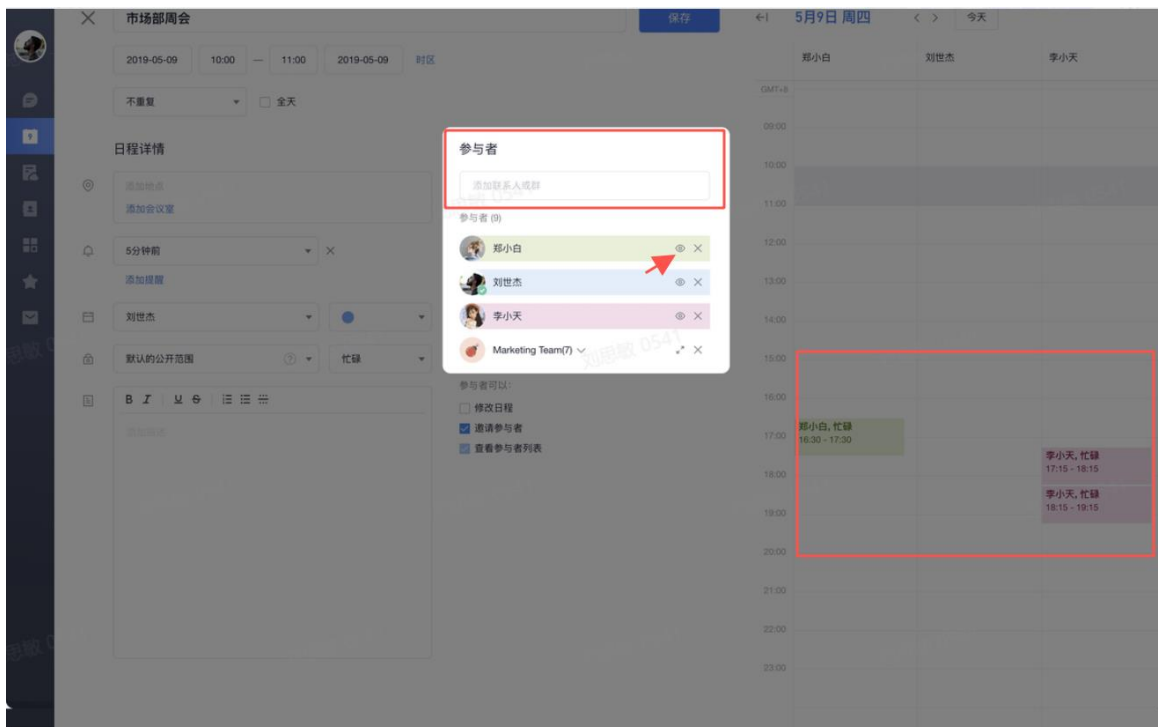 市场部周会
保存
2019-05-09 10:00 — 11:00 2019-05-09 时区
不重复 全天
日程详情
添加地点
添加会议室
5分钟前
添加提醒
刘世杰
默认的公开范围 忙碌
B I U S
添加描述
参与者
添加联系人或群
参与者 (9)
郑小白
刘世杰
李小天
Marketing Team(7)
参与者可以:
修改日程
邀请参与者
查看参与者列表
5月9日 周四 < > 今天
郑小白 刘世杰 李小天
GMT+8
09:00
10:00
11:00
12:00
13:00
14:00
15:00
16:00
17:00
18:00
19:00
20:00
21:00
22:00
23:00
郑小白, 忙碌
16:30 - 17:30
李小天, 忙碌
17:15 - 18:15
李小天, 忙碌
18:15 - 19:15
刘思敏 0541